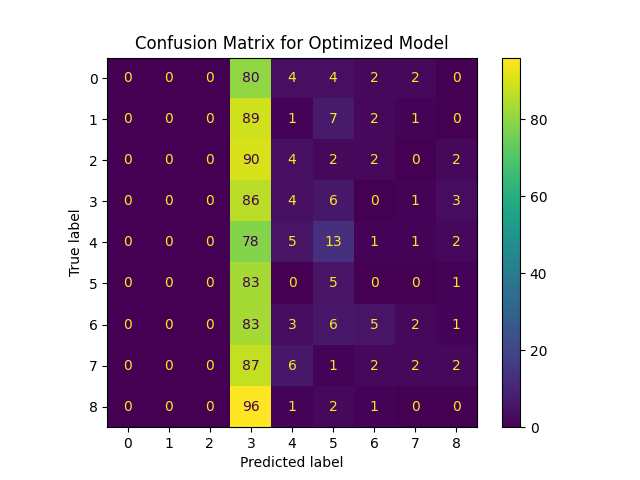 Confusion Matrix for Optimized Model
0 0 0 0 80 4 4 2 2 0
1 0 0 0 89 1 7 2 1 0
2 0 0 0 90 4 2 2 0 2
3 0 0 0 86 4 6 0 1 3
4 0 0 0 78 5 13 1 1 2
5 0 0 0 83 0 5 0 0 1
6 0 0 0 83 3 6 5 2 1
7 0 0 0 87 6 1 2 2 2
8 0 0 0 96 1 2 1 0 0
0 1 2 3 4 5 6 7 8
Predicted label
True label
80
60
40
20
0